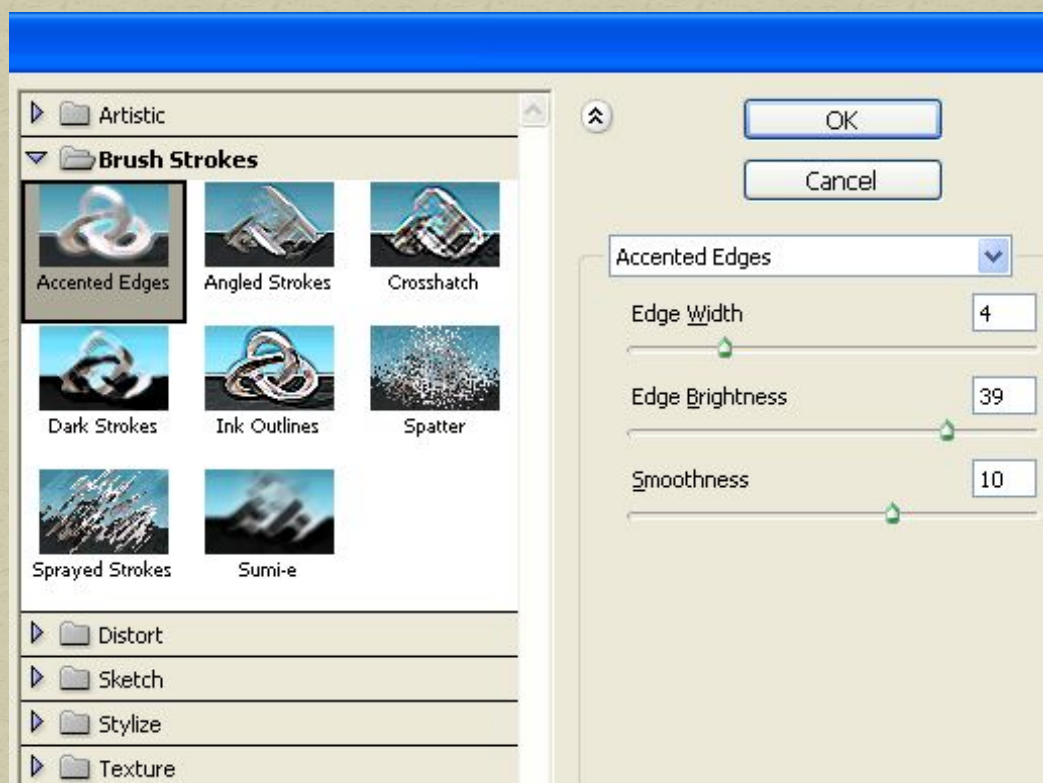 Artistic
Brush Strokes
Accented Edges
Angled Strokes
Crosshatch
Dark Strokes
Ink Outlines
Spatter
Sprayed Strokes
Sumi-e
Distort
Sketch
Stylize
Texture
OK
Cancel
Accented Edges
Edge Width 4
Edge Brightness 39
Smoothness 10